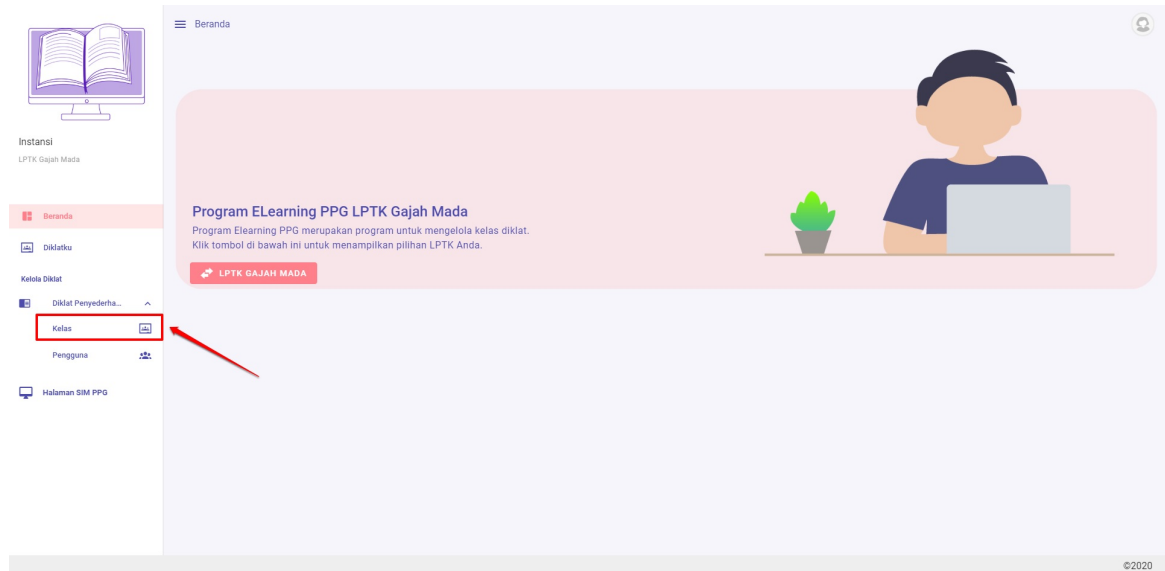 Beranda
Instansi
LPTK Gajah Mada
Beranda
Diklatku
Kelola Diklat
Diklat Penyederha...
Kelas
Pengguna
Halaman SIM PPG
Program ELearning PPG LPTK Gajah Mada
Program Elearning PPG merupakan program untuk mengelola kelas diklat.
Klik tombol di bawah ini untuk menampilkan pilihan LPTK Anda.
LPTK GAJAH MADA
©2020